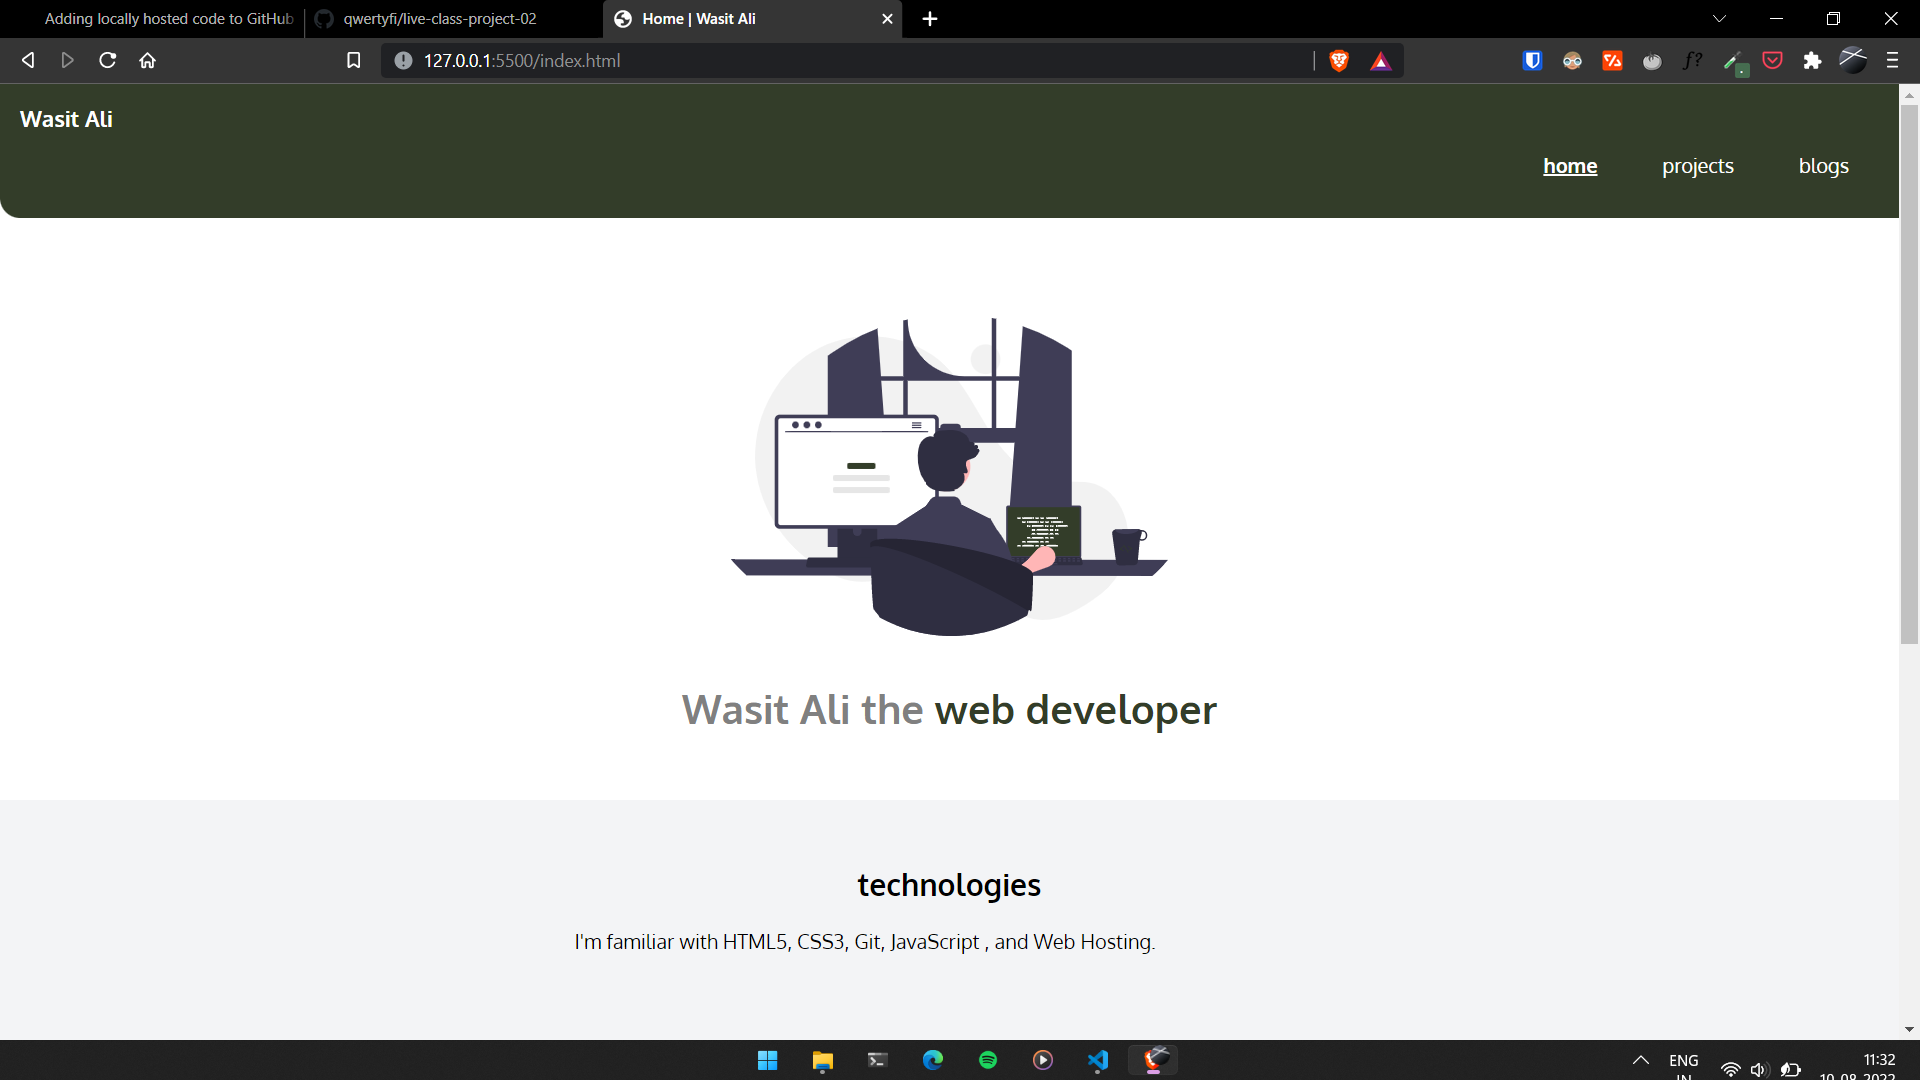 Adding locally hosted code to GitHub
qwertyfi/live-class-project-02
Home | Wasit Ali
127.0.0.1:5500/index.html
f?
Wasit Ali
home projects blogs
Wasit Ali the web developer
technologies
I'm familiar with HTML5, CSS3, Git, JavaScript , and Web Hosting.
ENG
IN
11:32
10-08-2022